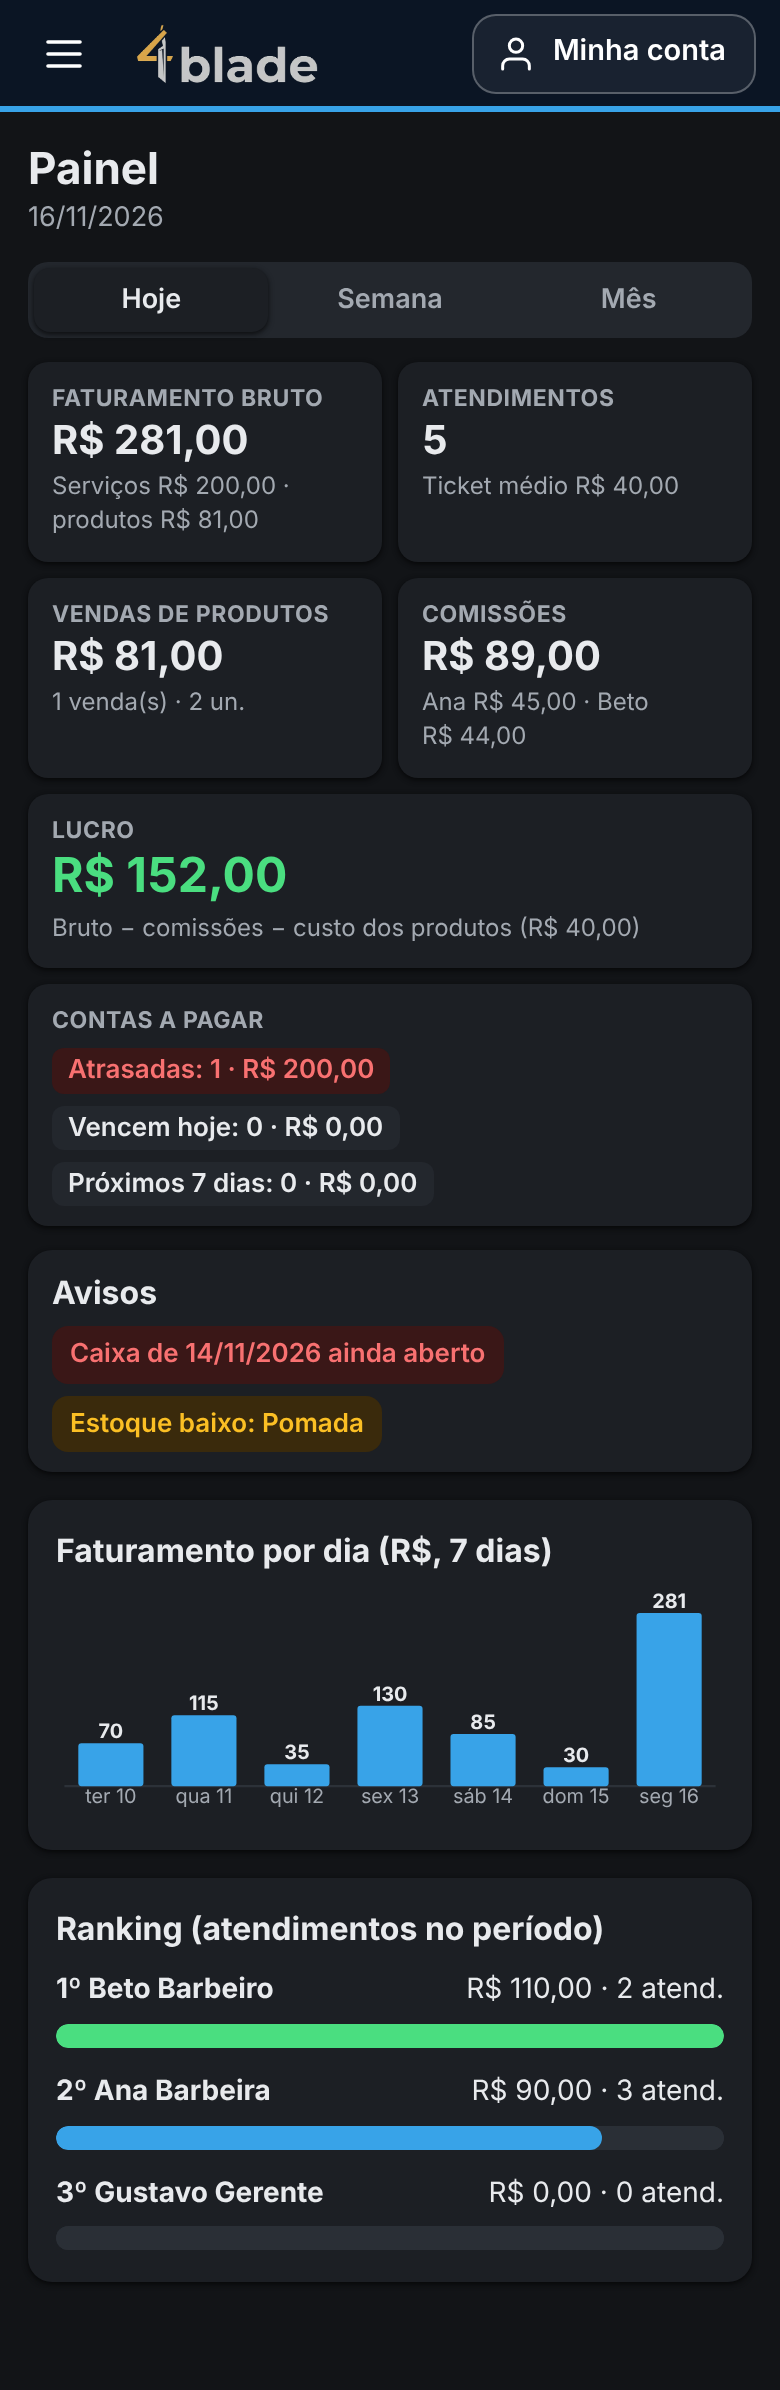 4blade
Minha conta
Painel
16/11/2026
Hoje
Semana
Mês
FATURAMENTO BRUTO
R$ 281,00
Serviços R$ 200,00 ·
produtos R$ 81,00
ATENDIMENTOS
5
Ticket médio R$ 40,00
VENDAS DE PRODUTOS
R$ 81,00
1 venda(s) · 2 un.
COMISSÕES
R$ 89,00
Ana R$ 45,00 · Beto
R$ 44,00
LUCRO
R$ 152,00
Bruto − comissões − custo dos produtos (R$ 40,00)
CONTAS A PAGAR
Atrasadas: 1 · R$ 200,00
Vencem hoje: 0 · R$ 0,00
Próximos 7 dias: 0 · R$ 0,00
Avisos
Caixa de 14/11/2026 ainda aberto
Estoque baixo: Pomada
Faturamento por dia (R$, 7 dias)
70
115
35
130
85
30
281
ter 10
qua 11
qui 12
sex 13
sáb 14
dom 15
seg 16
Ranking (atendimentos no período)
1º Beto Barbeiro
R$ 110,00 · 2 atend.
2º Ana Barbeira
R$ 90,00 · 3 atend.
3º Gustavo Gerente
R$ 0,00 · 0 atend.